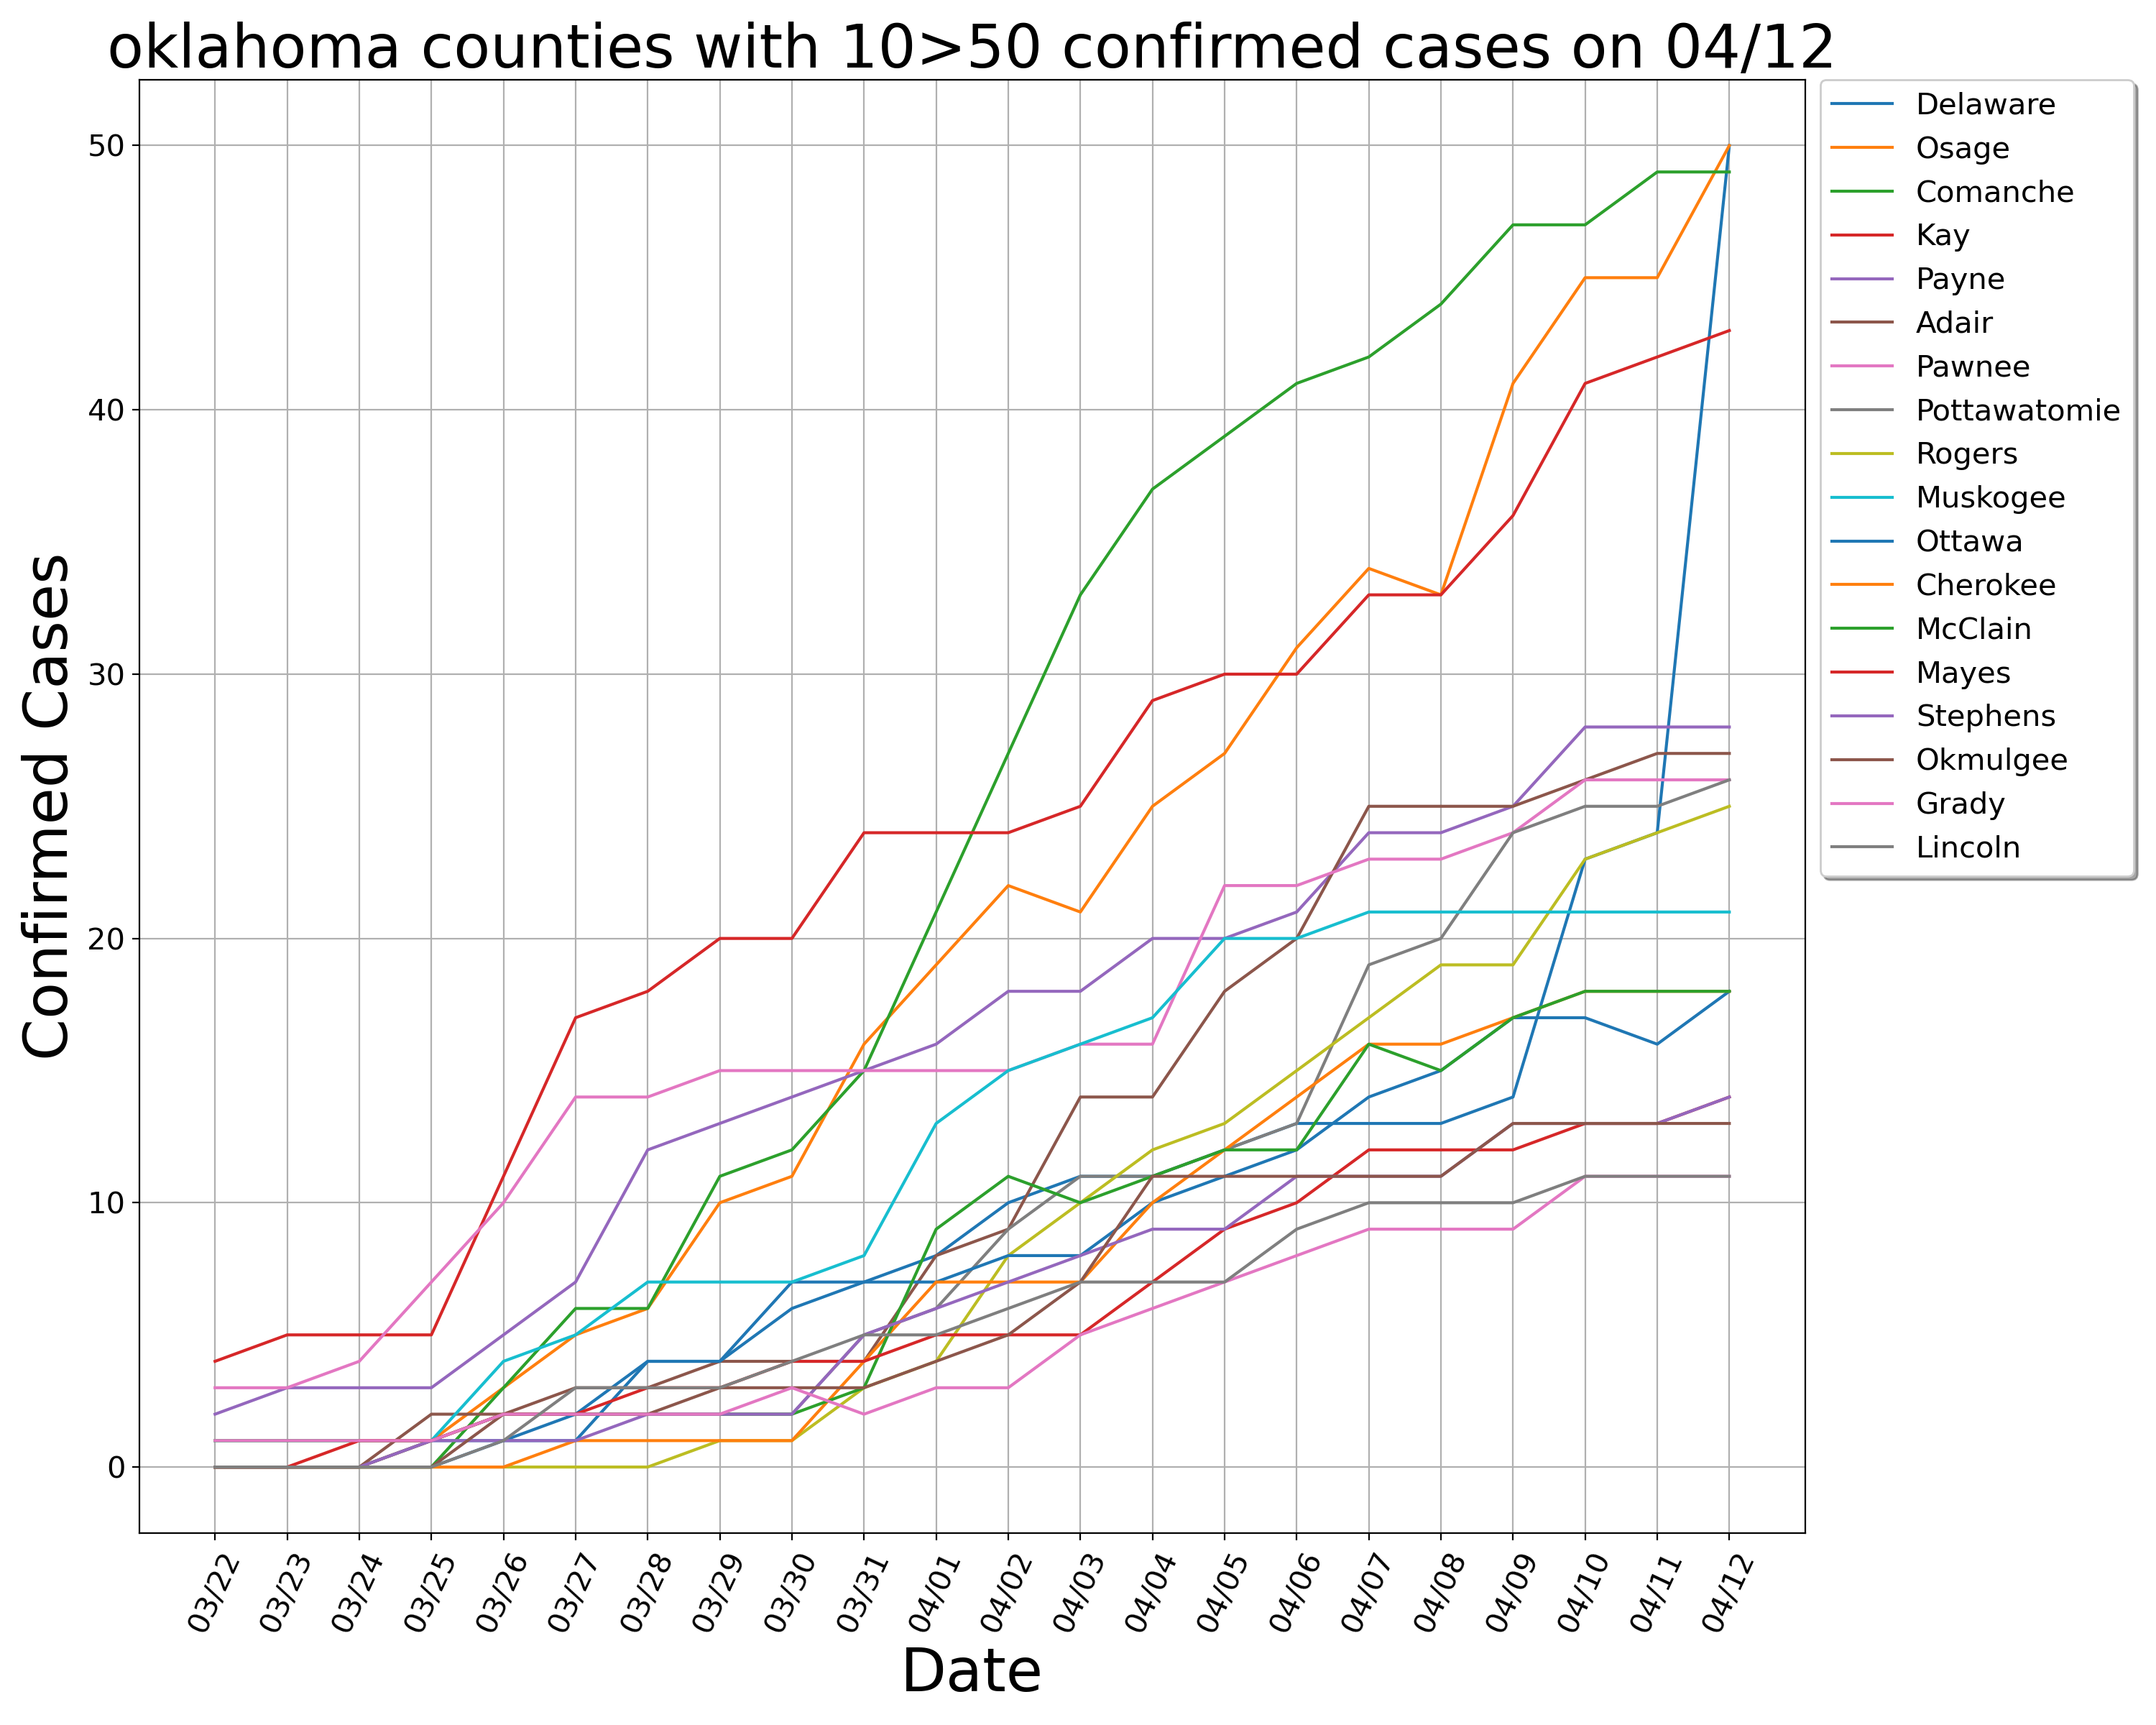 oklahoma counties with 10>50 confirmed cases on 04/12
Confirmed Cases
50
40
30
20
10
0
03/22
03/23
03/24
03/25
03/26
03/27
03/28
03/29
03/30
03/31
04/01
04/02
04/03
04/04
04/05
04/06
04/07
04/08
04/09
04/10
04/11
04/12
Date
Delaware
Osage
Comanche
Kay
Payne
Adair
Pawnee
Pottawatomie
Rogers
Muskogee
Ottawa
Cherokee
McClain
Mayes
Stephens
Okmulgee
Grady
Lincoln